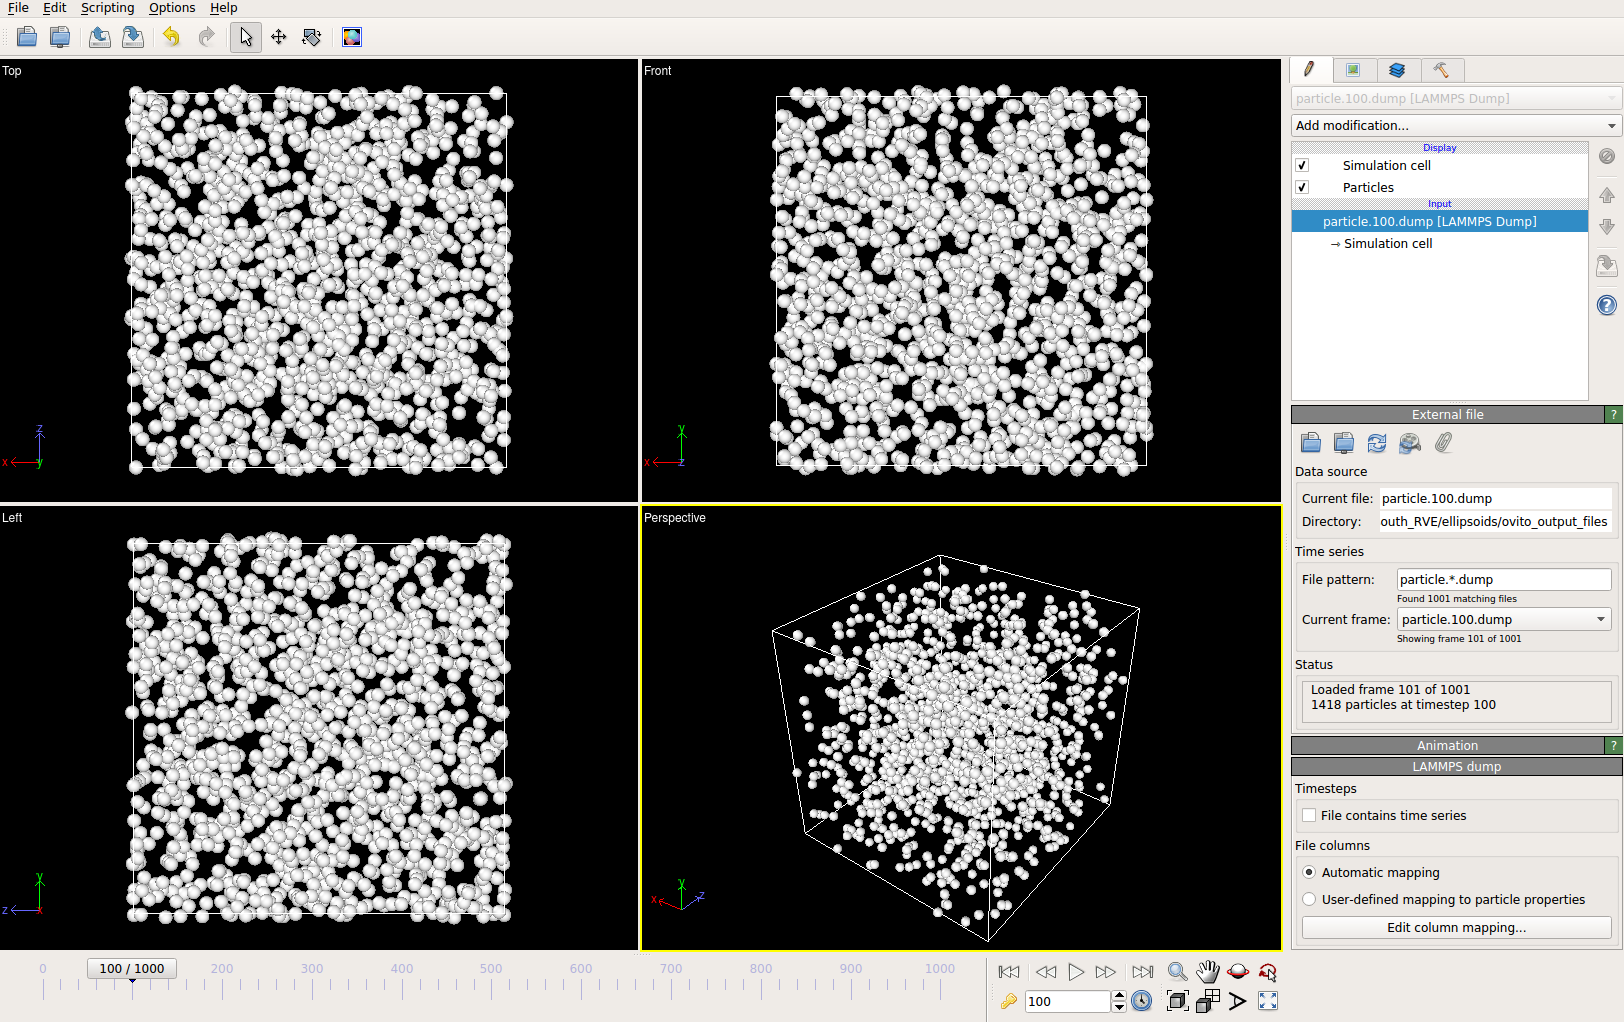 File Edit Scripting Options Help
Top
Front
Left
Perspective
z
x
y
y
x
z
y
z
x
y
x
z
particle.100.dump [LAMMPS Dump]
Add modification...
Display
Simulation cell
Particles
Input
particle.100.dump [LAMMPS Dump]
→ Simulation cell
External file ?
Data source
Current file: particle.100.dump
Directory: outh_RVE/ellipsoids/ovito_output_files
Time series
File pattern: particle.*.dump
Found 1001 matching files
Current frame: particle.100.dump
Showing frame 101 of 1001
Status
Loaded frame 101 of 1001
1418 particles at timestep 100
Animation ?
LAMMPS dump
Timesteps
File contains time series
File columns
Automatic mapping
User-defined mapping to particle properties
Edit column mapping...
0 100 / 1000 200 300 400 500 600 700 800 900 1000
100